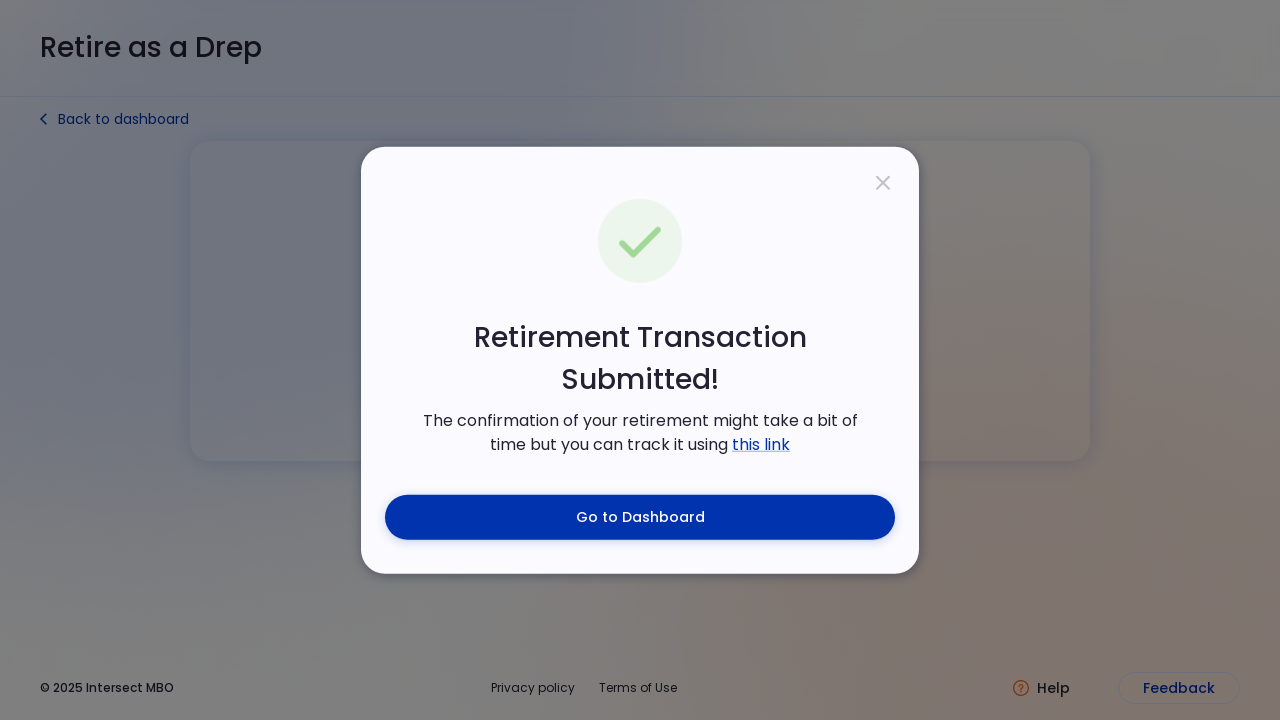 Retire as a Drep
Back to dashboard
Retirement Transaction
Submitted!
The confirmation of your retirement might take a bit of
time but you can track it using this link
Go to Dashboard
© 2025 Intersect MBO
Privacy policy
Terms of Use
Help
Feedback